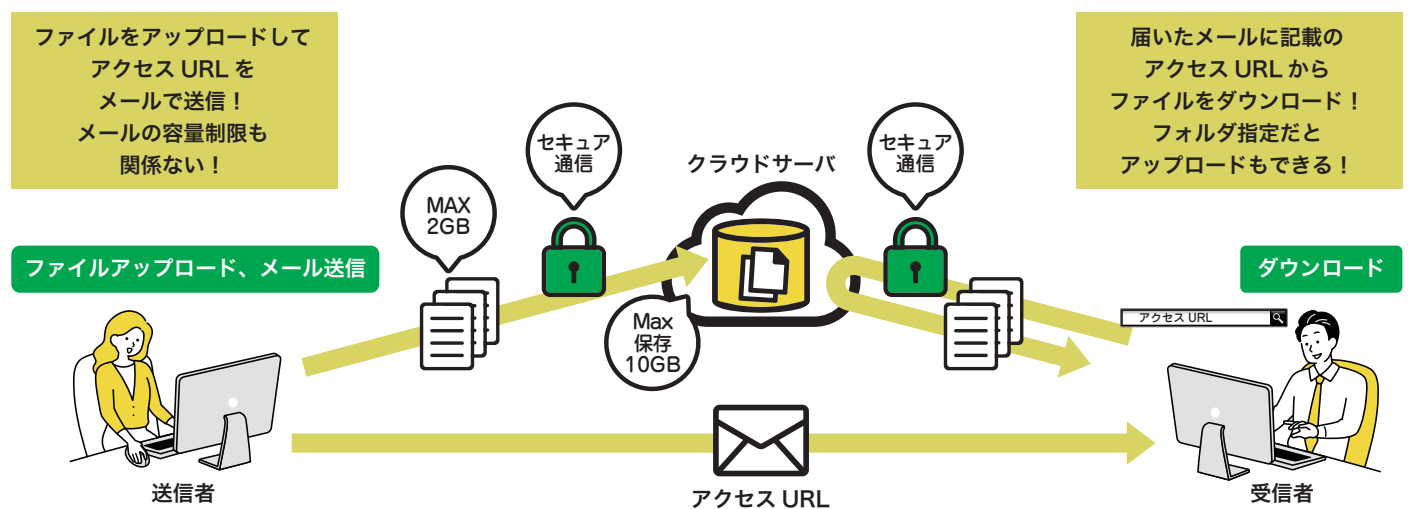 ファイルをアップロードして
アクセス URL を
メールで送信！
メールの容量制限も
関係ない！
届いたメールに記載の
アクセス URL から
ファイルをダウンロード！
フォルダ指定だと
アップロードもできる！
セキュア
通信
クラウドサーバ
セキュア
通信
MAX
2GB
ファイルアップロード、メール送信
ダウンロード
Max
保存
10GB
アクセス URL
送信者
アクセス URL
受信者